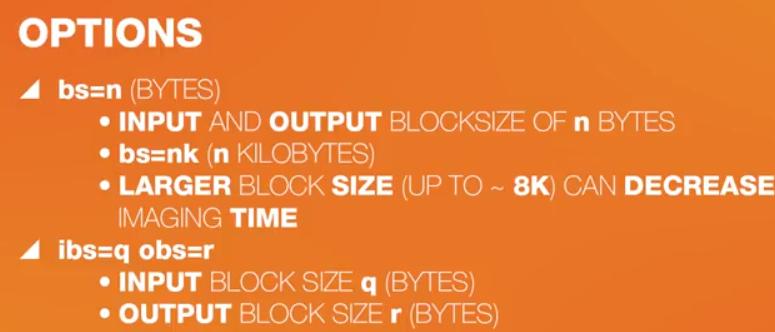 OPTIONS
bs=n (BYTES)
• INPUT AND OUTPUT BLOCKSIZE OF n BYTES
• bs=nk (n KILOBYTES)
• LARGER BLOCK SIZE (UP TO ~ 8K) CAN DECREASE
IMAGING TIME
ibs=q obs=r
• INPUT BLOCK SIZE q (BYTES)
• OUTPUT BLOCK SIZE r (BYTES)